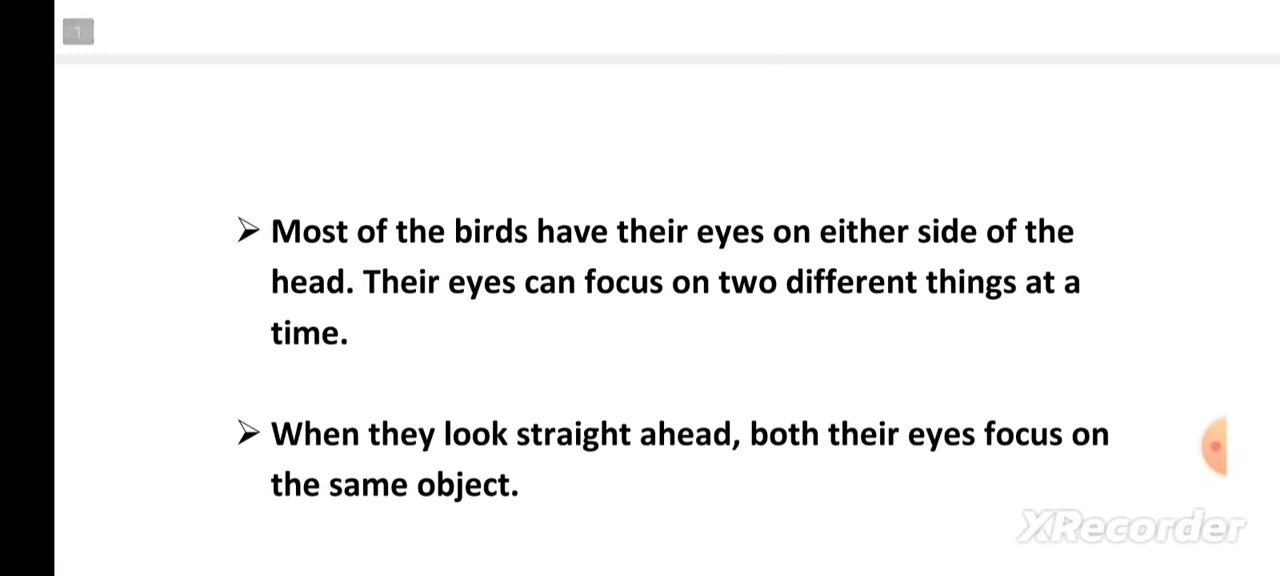 1
➢ Most of the birds have their eyes on either side of the
head. Their eyes can focus on two different things at a
time.
➢ When they look straight ahead, both their eyes focus on
the same object.
XRecorder